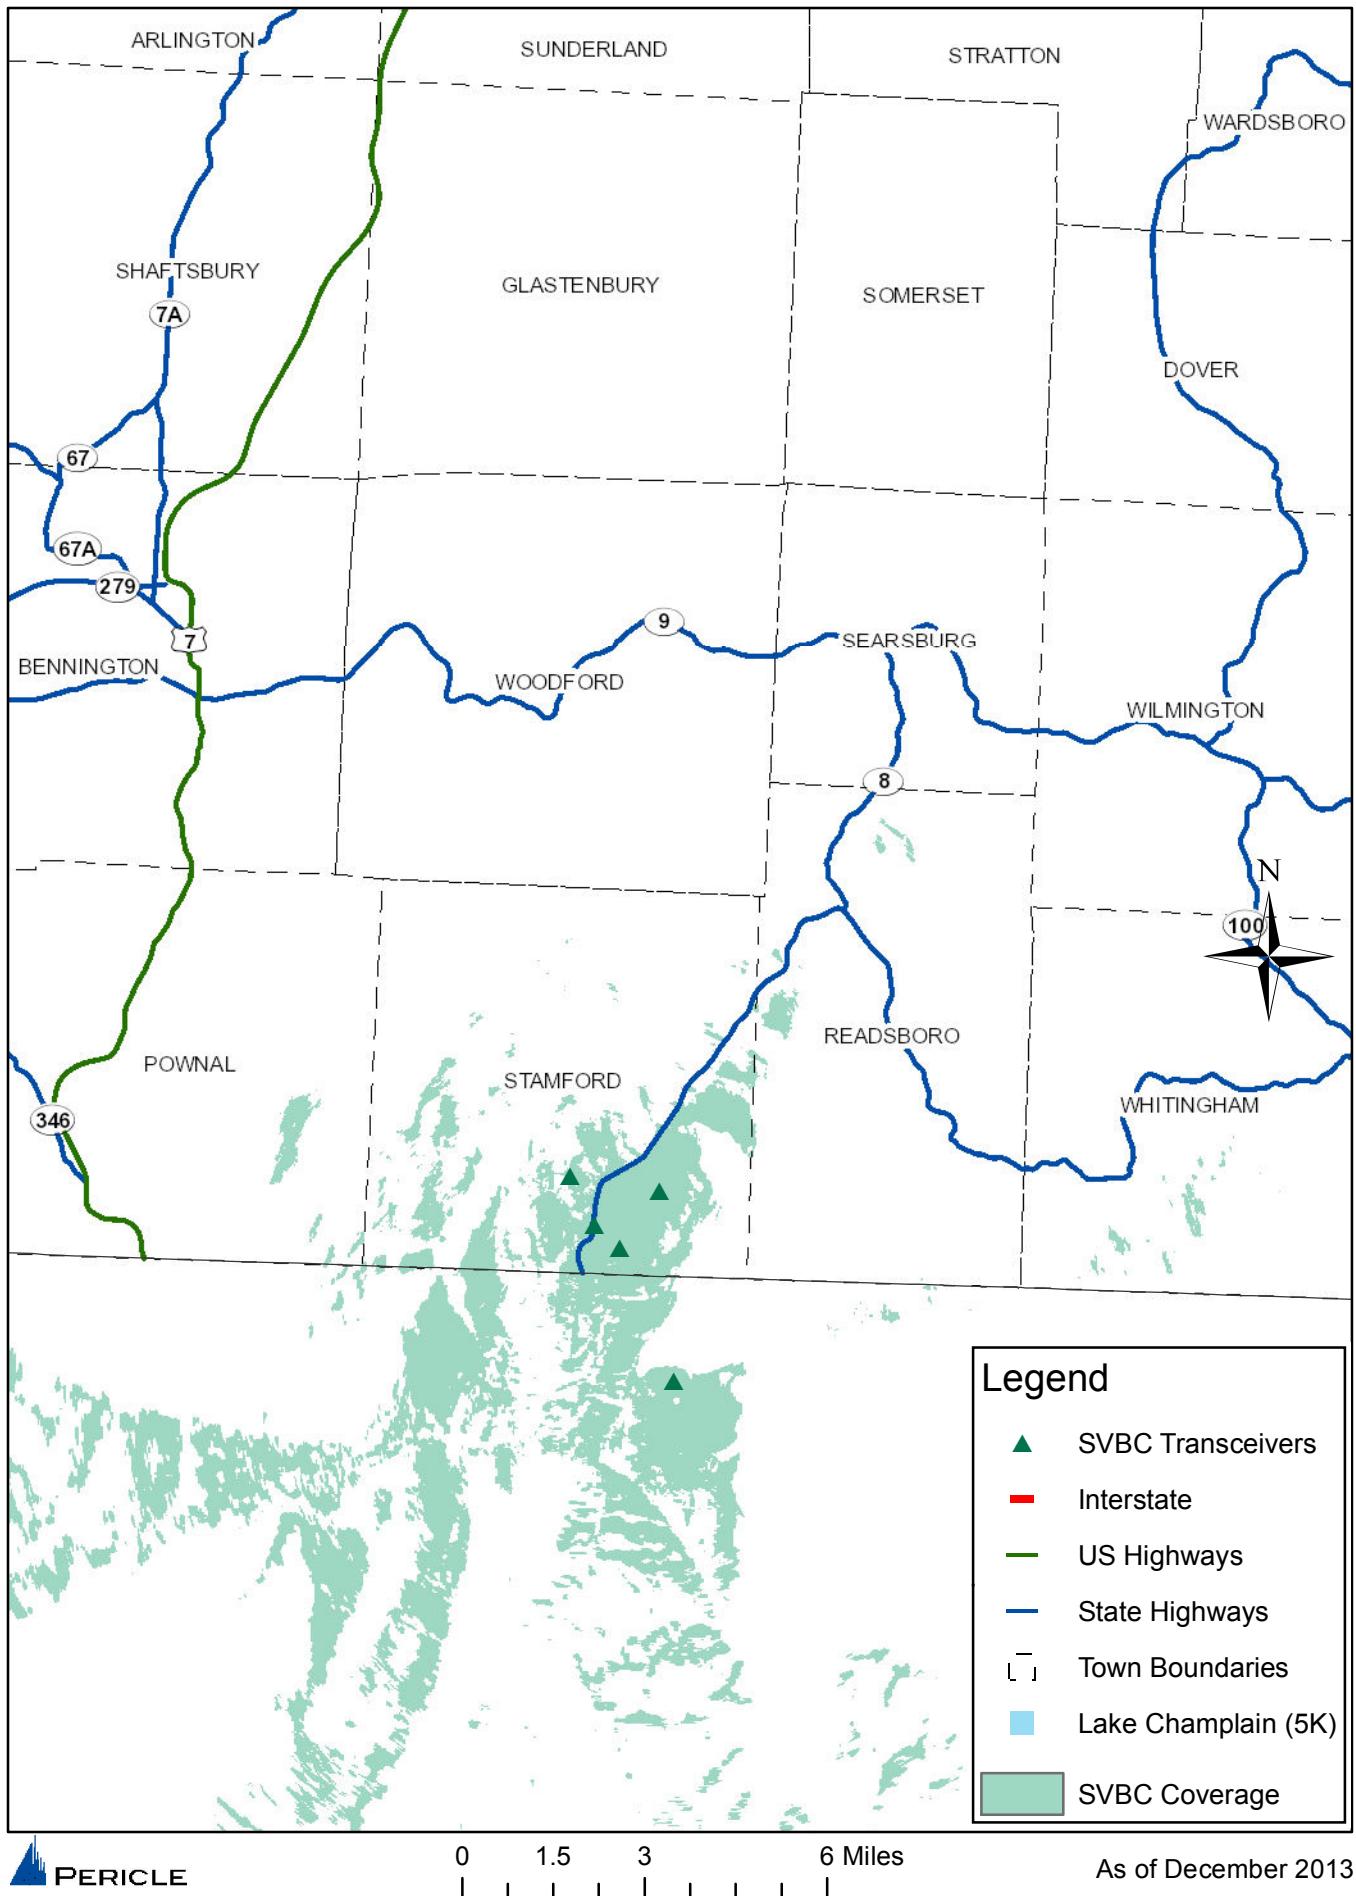 ARLINGTON
SUNDERLAND
STRATTON
WARDSBORO
SHAFTSBURY
GLASTENBURY
SOMERSET
7A
DOVER
67
67A
279
9
7
SEARSBURG
BENNINGTON
WOODFORD
WILMINGTON
8
N
100
READSBORO
POWNAL
STAMFORD
WHITINGHAM
346
Legend
SVBC Transceivers
Interstate
US Highways
State Highways
Town Boundaries
Lake Champlain (5K)
SVBC Coverage
PERICLE
0 1.5 3 6 Miles
As of December 2013